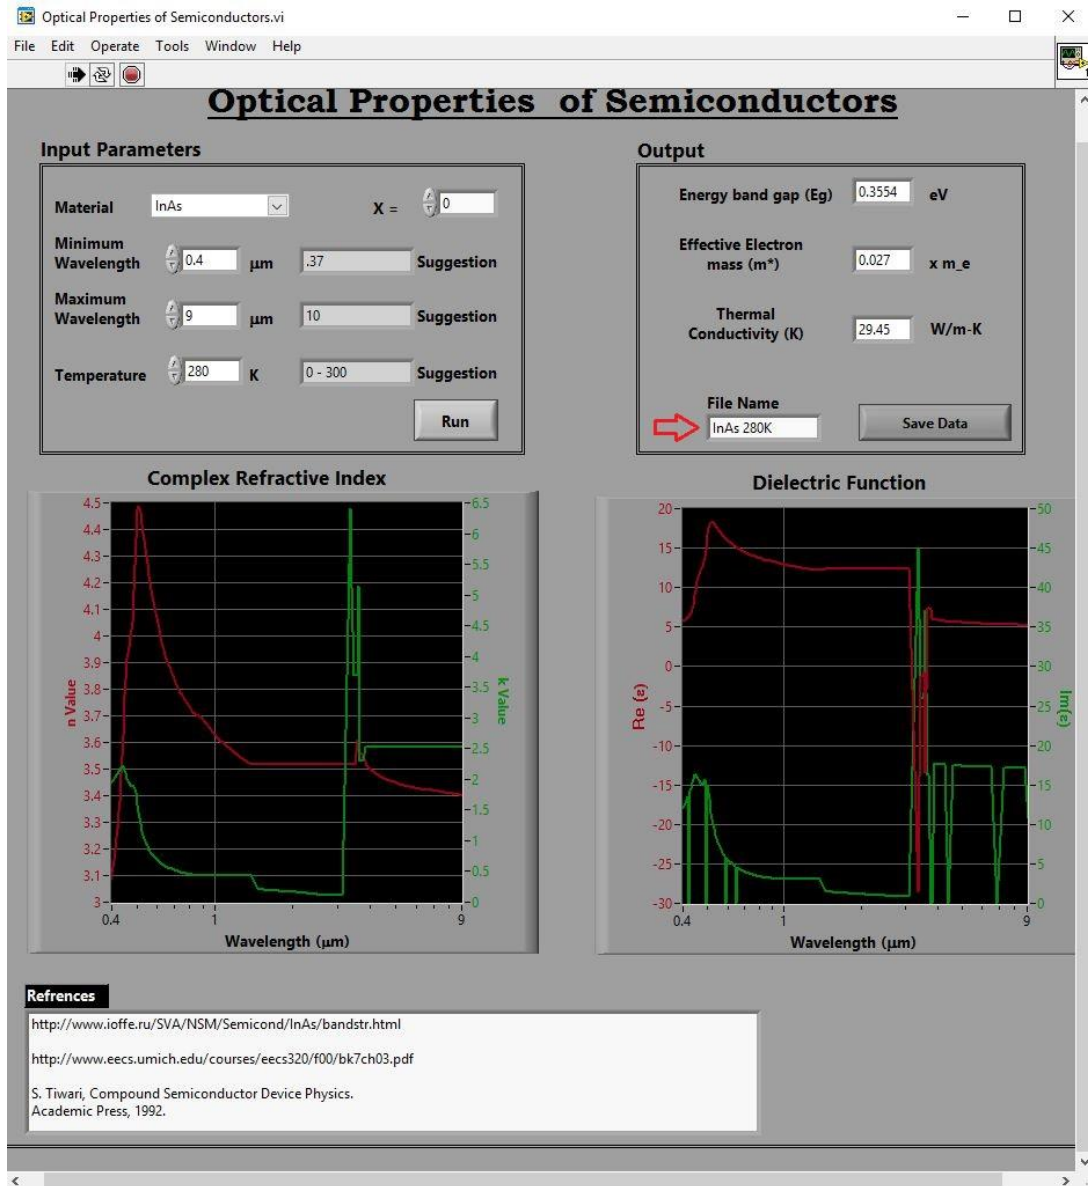 Optical Properties of Semiconductors.vi
File Edit Operate Tools Window Help
Optical Properties of Semiconductors
Input Parameters
Material InAs X = 0
Minimum
Wavelength 0.4 μm .37 Suggestion
Maximum
Wavelength 9 μm 10 Suggestion
Temperature 280 K 0 - 300 Suggestion
Run
Output
Energy band gap (Eg) 0.3554 eV
Effective Electron
mass (m*) 0.027 x m_e
Thermal
Conductivity (K) 29.45 W/m-K
File Name
InAs 280K Save Data
Complex Refractive Index
4.5
4.4
4.3
4.2
4.1
4
3.9
3.8
3.7
3.6
3.5
3.4
3.3
3.2
3.1
3
n Value
6.5
6
5.5
5
4.5
4
3.5
3
2.5
2
1.5
1
0.5
0
k Value
0.4 1 9
Wavelength (μm)
Dielectric Function
20
15
10
5
0
-5
-10
-15
-20
-25
-30
Re (ε)
50
45
40
35
30
25
20
15
10
5
0
Im(ε)
0.4 1 9
Wavelength (μm)
Refrences
http://www.ioffe.ru/SVA/NSM/Semicond/InAs/bandstr.html
http://www.eecs.umich.edu/courses/eecs320/f00/bk7ch03.pdf
S. Tiwari, Compound Semiconductor Device Physics.
Academic Press, 1992.